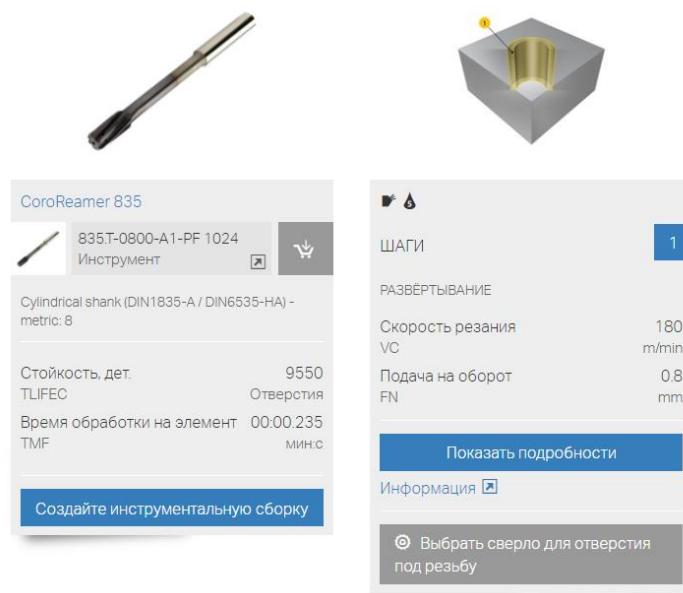 1
CoroReamer 835
835.T-0800-A1-PF 1024
Инструмент
Cylindrical shank (DIN1835-A / DIN6535-HA) -
metric: 8
Стойкость, дет. 9550
TLIFEC Отверстия
Время обработки на элемент 00:00.235
TMF мин:с
Создайте инструментальную сборку
S
ШАГИ 1
РАЗВЁРТЫВАНИЕ
Скорость резания 180
VC m/min
Подача на оборот 0.8
FN mm
Показать подробности
Информация
Выбрать сверло для отверстия
под резьбу